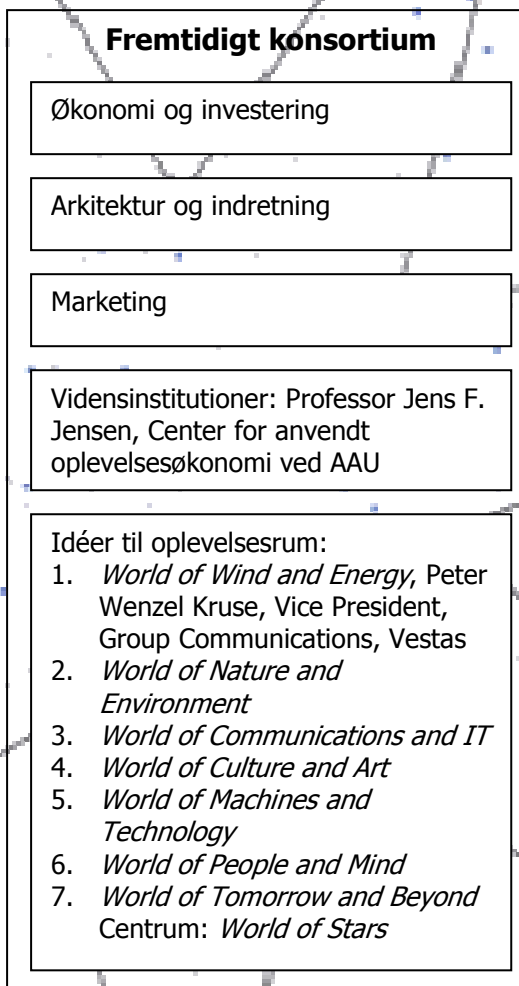 Fremtidigt konsortium
Økonomi og investering
Arkitektur og indretning
Marketing
Vidensinstitutioner: Professor Jens F.
Jensen, Center for anvendt
oplevelsesøkonomi ved AAU
Idéer til oplevelsesrum:
1. World of Wind and Energy, Peter
Wenzel Kruse, Vice President,
Group Communications, Vestas
2. World of Nature and
Environment
3. World of Communications and IT
4. World of Culture and Art
5. World of Machines and
Technology
6. World of People and Mind
7. World of Tomorrow and Beyond
Centrum: World of Stars